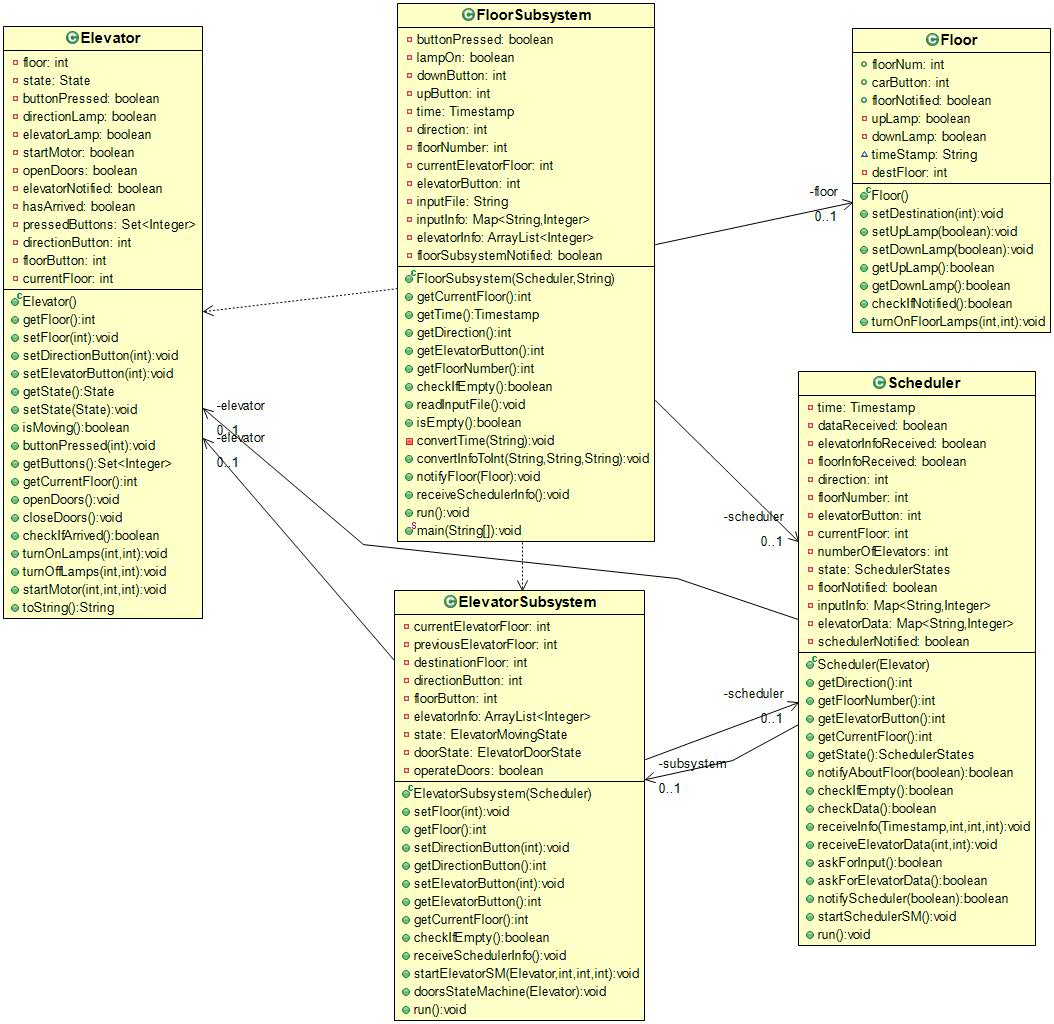 Elevator
floor: int
state: State
buttonPressed: boolean
directionLamp: boolean
elevatorLamp: boolean
startMotor: boolean
openDoors: boolean
elevatorNotified: boolean
hasArrived: boolean
pressedButtons: Set<Integer>
directionButton: int
floorButton: int
currentFloor: int
Elevator()
getFloor():int
setFloor(int):void
setDirectionButton(int):void
setElevatorButton(int):void
getState():State
setState(State):void
isMoving():boolean
buttonPressed(int):void
getButtons():Set<Integer>
getCurrentFloor():int
openDoors():void
closeDoors():void
checkIfArrived():boolean
turnOnLamps(int,int):void
turnOffLamps(int,int):void
startMotor(int,int,int):void
toString():String
FloorSubsystem
buttonPressed: boolean
lampOn: boolean
downButton: int
upButton: int
time: Timestamp
direction: int
floorNumber: int
currentElevatorFloor: int
elevatorButton: int
inputFile: String
inputInfo: Map<String,Integer>
elevatorInfo: ArrayList<Integer>
floorSubsystemNotified: boolean
FloorSubsystem(Scheduler,String)
getCurrentFloor():int
getTime():Timestamp
getDirection():int
getElevatorButton():int
getFloorNumber():int
checkIfEmpty():boolean
readInputFile():void
isEmpty():boolean
convertTime(String):void
convertInfoToInt(String,String,String):void
notifyFloor(Floor):void
receiveSchedulerInfo():void
run():void
main(String[]):void
Floor
floorNum: int
carButton: int
floorNotified: boolean
upLamp: boolean
downLamp: boolean
timeStamp: String
destFloor: int
Floor()
setDestination(int):void
setUpLamp(boolean):void
setDownLamp(boolean):void
getUpLamp():boolean
getDownLamp():boolean
checkIfNotified():boolean
turnOnFloorLamps(int,int):void
-floor
0..1
-elevator
0..1
-elevator
0..1
-scheduler
0..1
ElevatorSubsystem
currentElevatorFloor: int
previousElevatorFloor: int
destinationFloor: int
directionButton: int
floorButton: int
elevatorInfo: ArrayList<Integer>
state: ElevatorMovingState
doorState: ElevatorDoorState
operateDoors: boolean
ElevatorSubsystem(Scheduler)
setFloor(int):void
getFloor():int
setDirectionButton(int):void
getDirectionButton():int
setElevatorButton(int):void
getElevatorButton():int
getCurrentFloor():int
checkIfEmpty():boolean
receiveSchedulerInfo():void
startElevatorSM(Elevator,int,int,int):void
doorsStateMachine(Elevator):void
run():void
-scheduler
0..1
-subsystem
0..1
Scheduler
time: Timestamp
dataReceived: boolean
elevatorInfoReceived: boolean
floorInfoReceived: boolean
direction: int
floorNumber: int
elevatorButton: int
currentFloor: int
numberOfElevators: int
state: SchedulerStates
floorNotified: boolean
inputInfo: Map<String,Integer>
elevatorData: Map<String,Integer>
schedulerNotified: boolean
Scheduler(Elevator)
getDirection():int
getFloorNumber():int
getElevatorButton():int
getCurrentFloor():int
getState():SchedulerStates
notifyAboutFloor(boolean):boolean
checkIfEmpty():boolean
checkData():boolean
receiveInfo(Timestamp,int,int,int):void
receiveElevatorData(int,int):void
askForInput():boolean
askForElevatorData():boolean
notifyScheduler(boolean):boolean
startSchedulerSM():void
run():void